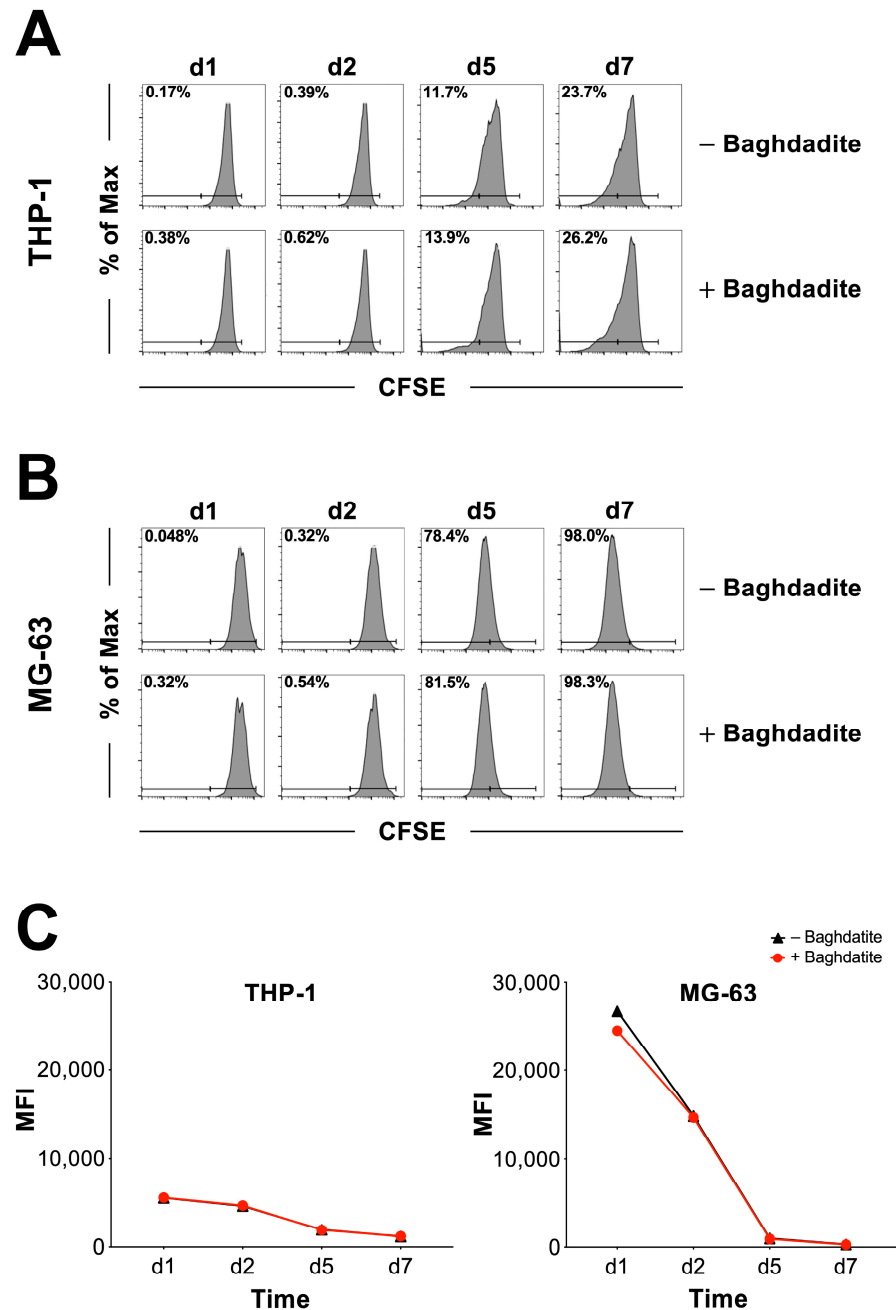 A
d1 d2 d5 d7
0.17% 0.39% 11.7% 23.7%
− Baghdadite
THP-1
% of Max
0.38% 0.62% 13.9% 26.2%
+ Baghdadite
CFSE
B
d1 d2 d5 d7
0.048% 0.32% 78.4% 98.0%
− Baghdadite
MG-63
% of Max
0.32% 0.54% 81.5% 98.3%
+ Baghdadite
CFSE
C
− Baghdatite
+ Baghdatite
THP-1
30,000
20,000
10,000
0
MFI
d1 d2 d5 d7
Time
MG-63
30,000
20,000
10,000
0
MFI
d1 d2 d5 d7
Time